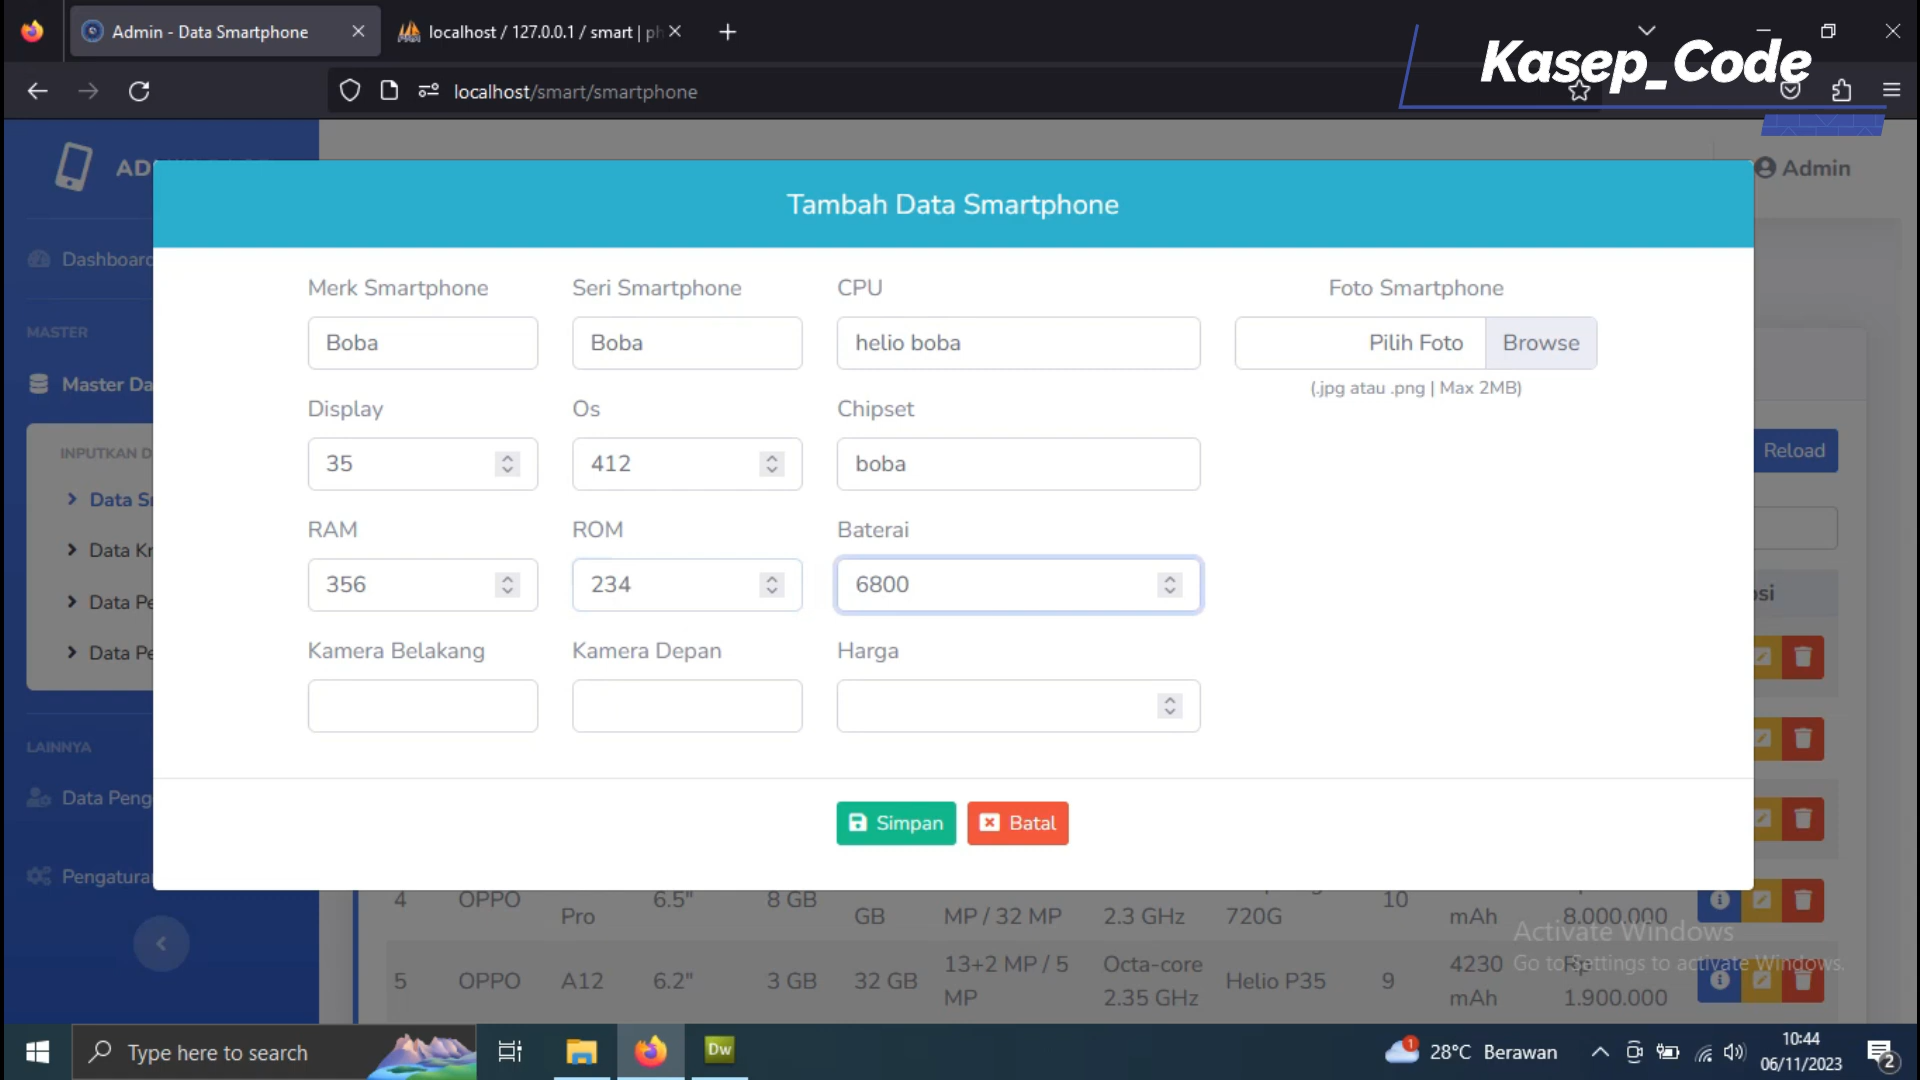 Admin - Data Smartphone
localhost / 127.0.0.1 / smart | ph
Kasep_Code
localhost/smart/smartphone
Admin
Tambah Data Smartphone
Dashboard
MASTER
Master Da
INPUTKAN D
Data S
Data Kr
Data Pe
Data Pe
LAINNYA
Data Peng
Pengatura
Merk Smartphone
Seri Smartphone
CPU
Foto Smartphone
Boba
Boba
helio boba
Pilih Foto
Browse
(.jpg atau .png | Max 2MB)
Display
Os
Chipset
35
412
boba
Reload
RAM
ROM
Baterai
356
234
6800
Kamera Belakang
Kamera Depan
Harga
Simpan
Batal
4 OPPO Pro 6.5" 8 GB GB MP / 32 MP 2.3 GHz 720G 10 mAh 8.000.000
Activate Windows
Go to Settings to activate Windows.
5 OPPO A12 6.2" 3 GB 32 GB 13+2 MP / 5 MP Octa-core 2.35 GHz Helio P35 9 4230 mAh Rp 1.900.000
Type here to search
Dw
1
28°C Berawan
10:44
06/11/2023
2